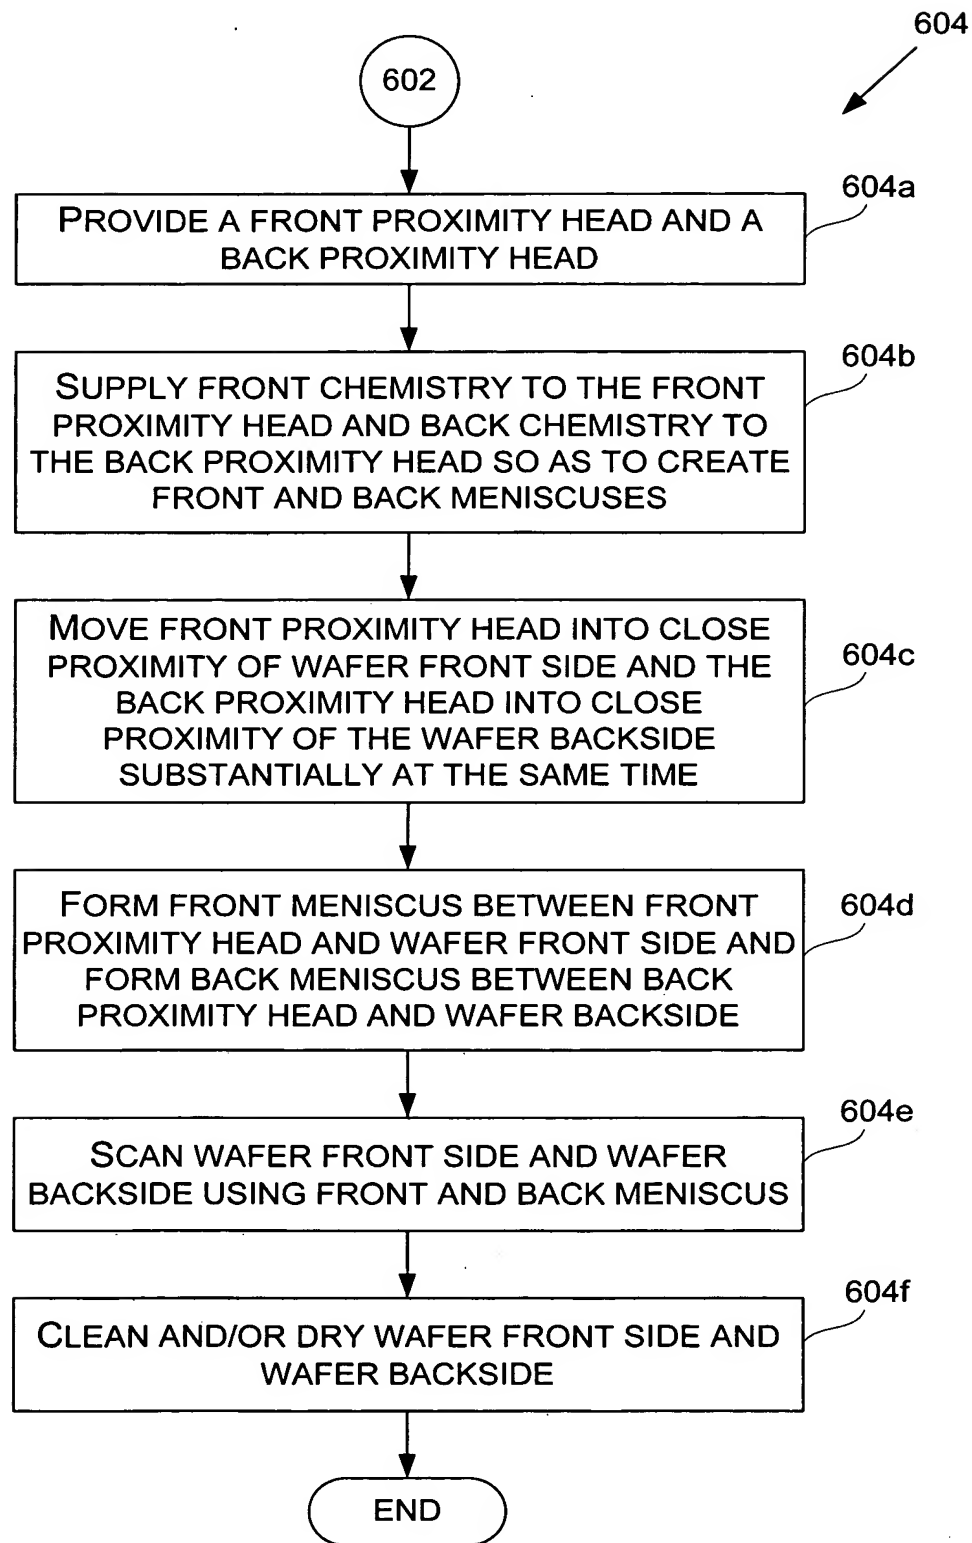 604
602
604a
PROVIDE A FRONT PROXIMITY HEAD AND A
BACK PROXIMITY HEAD
604b
SUPPLY FRONT CHEMISTRY TO THE FRONT
PROXIMITY HEAD AND BACK CHEMISTRY TO
THE BACK PROXIMITY HEAD SO AS TO CREATE
FRONT AND BACK MENISCUSES
604c
MOVE FRONT PROXIMITY HEAD INTO CLOSE
PROXIMITY OF WAFER FRONT SIDE AND THE
BACK PROXIMITY HEAD INTO CLOSE
PROXIMITY OF THE WAFER BACKSIDE
SUBSTANTIALLY AT THE SAME TIME
604d
FORM FRONT MENISCUS BETWEEN FRONT
PROXIMITY HEAD AND WAFER FRONT SIDE AND
FORM BACK MENISCUS BETWEEN BACK
PROXIMITY HEAD AND WAFER BACKSIDE
604e
SCAN WAFER FRONT SIDE AND WAFER
BACKSIDE USING FRONT AND BACK MENISCUS
604f
CLEAN AND/OR DRY WAFER FRONT SIDE AND
WAFER BACKSIDE
END